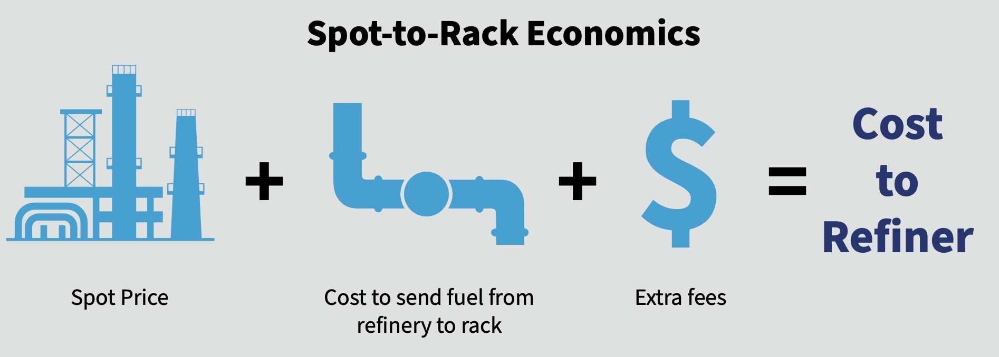 Spot-to-Rack Economics
+
+
$
=
Cost
to
Refiner
Spot Price
Cost to send fuel from
refinery to rack
Extra fees